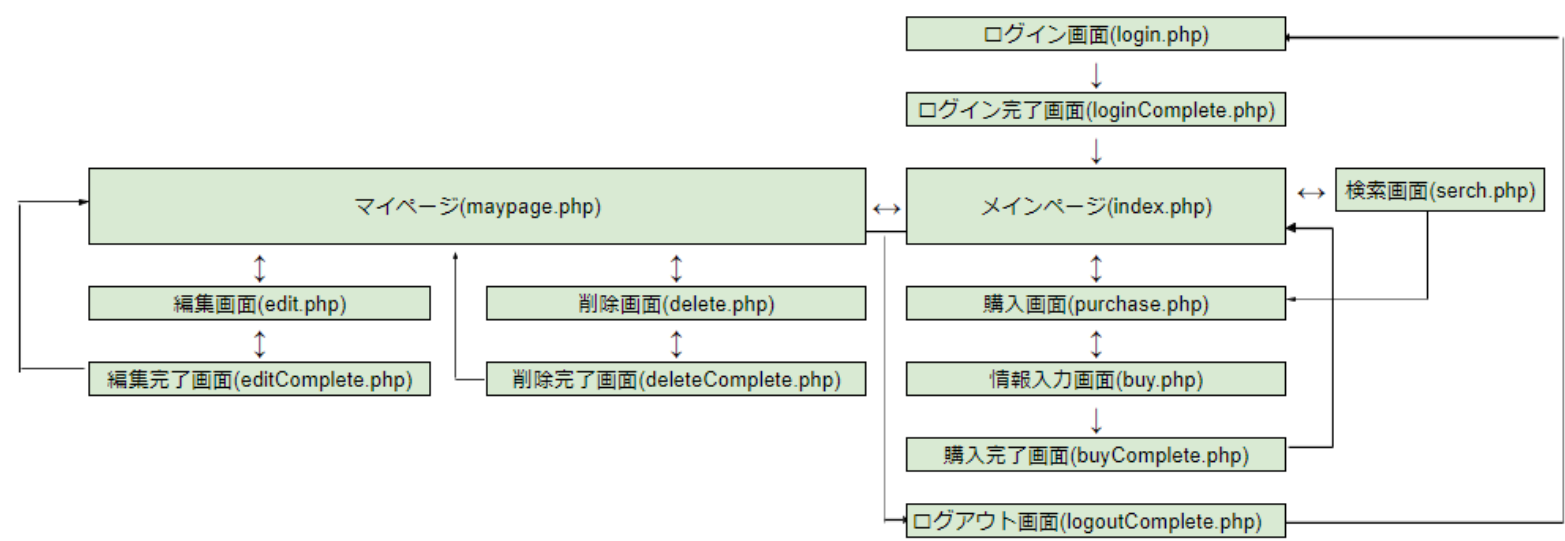 ログイン画面(login.php)
ログイン完了画面(loginComplete.php)
マイページ(maypage.php)
メインページ(index.php)
検索画面(serch.php)
編集画面(edit.php)
削除画面(delete.php)
購入画面(purchase.php)
編集完了画面(editComplete.php)
削除完了画面(deleteComplete.php)
情報入力画面(buy.php)
購入完了画面(buyComplete.php)
ログアウト画面(logoutComplete.php)